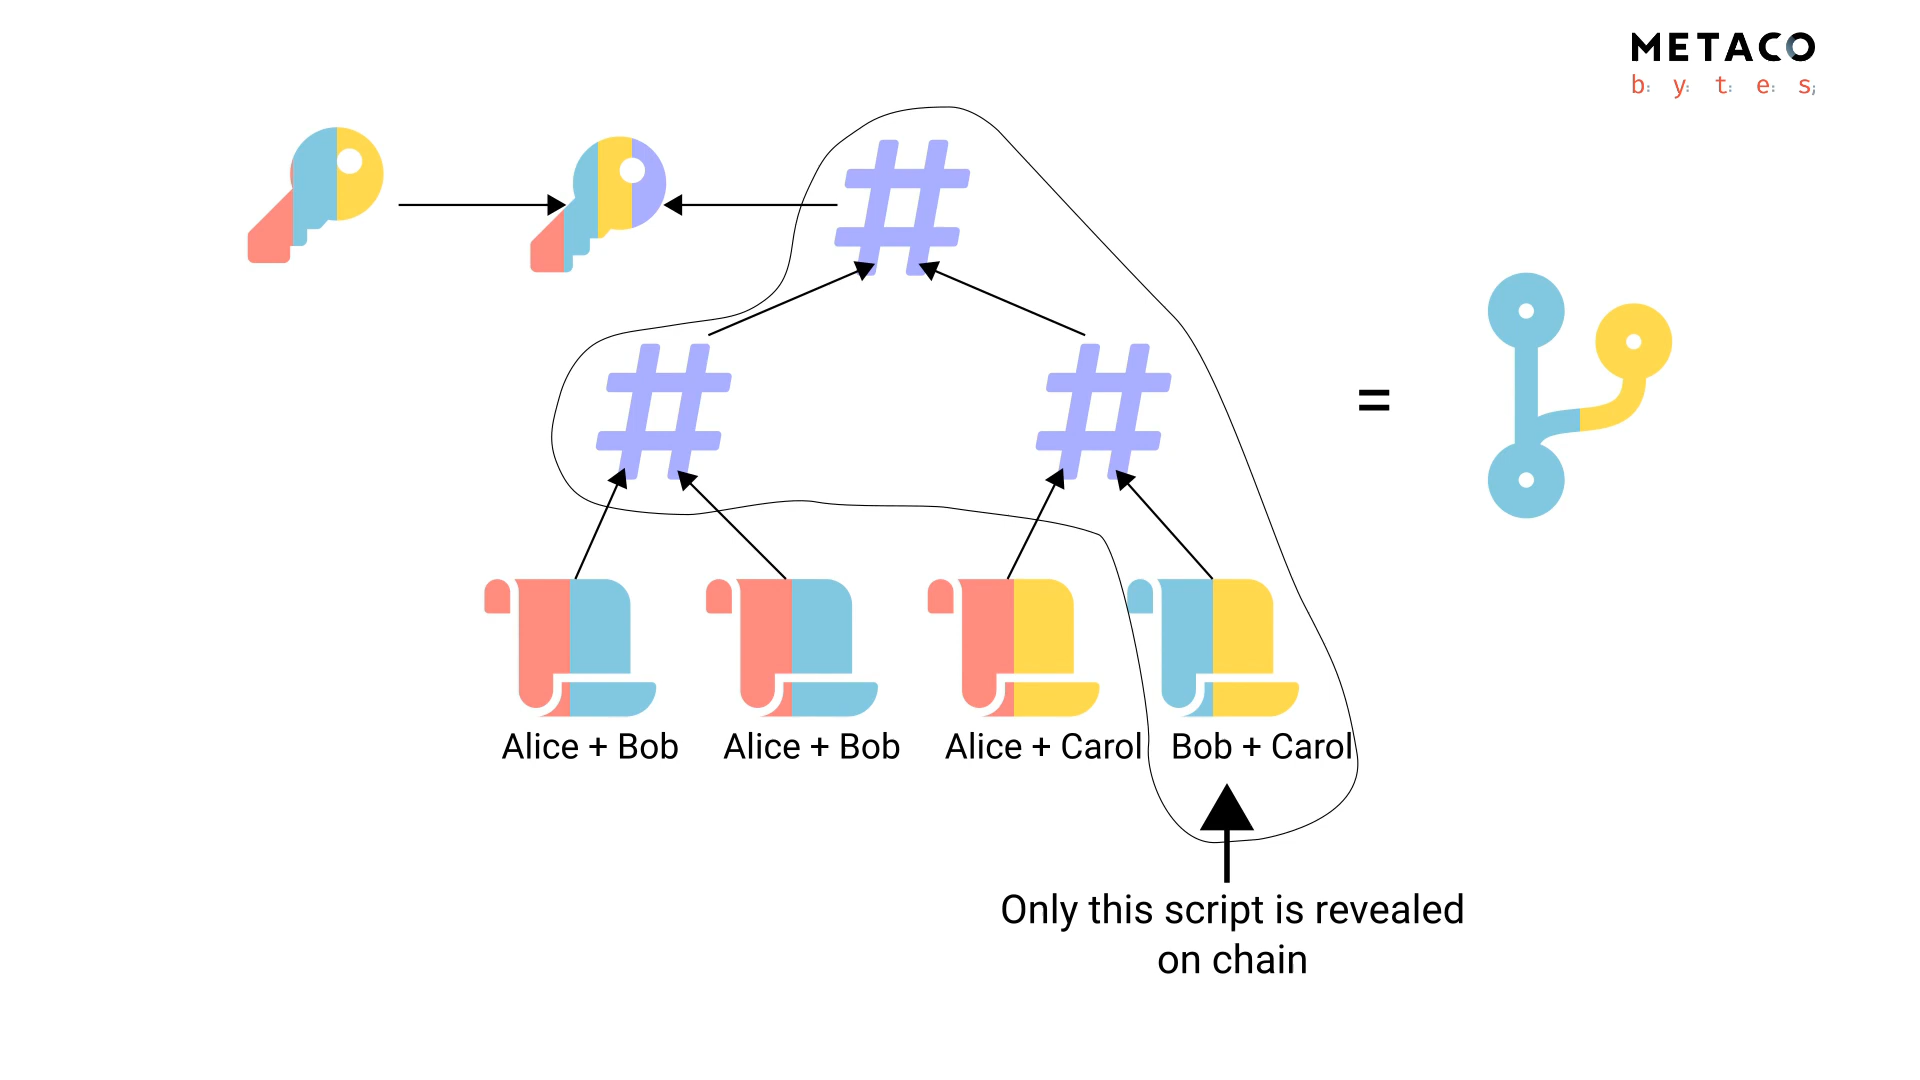 METACO
b: y: t: e: s;
=
Alice + Bob
Alice + Bob
Alice + Carol
Bob + Carol
Only this script is revealed
on chain